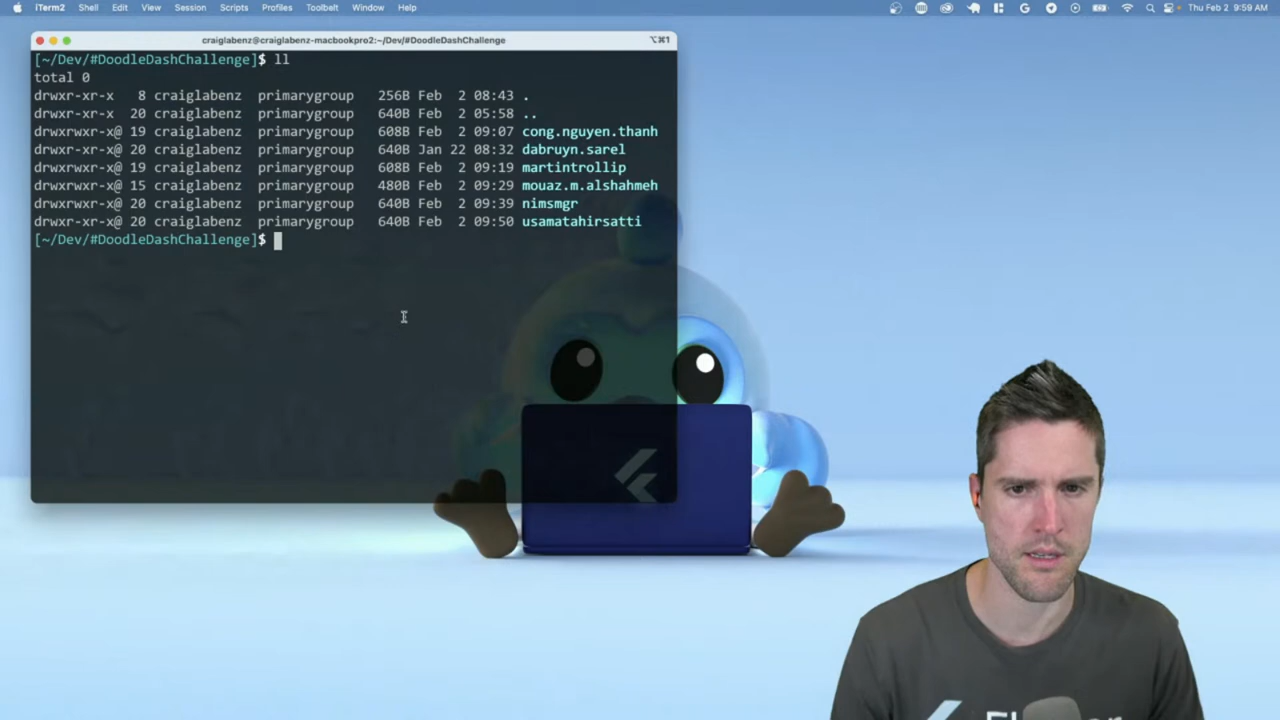 iTerm2 Shell Edit View Session Scripts Profiles Toolbelt Window Help Thu Feb 2 9:59 AM
craiglabenz@craiglabenz-macbookpro2:~/Dev/#DoodleDashChallenge ⌥⌘1
[~/Dev/#DoodleDashChallenge]$ ll
total 0
drwxr-xr-x 8 craiglabenz primarygroup 256B Feb 2 08:43 .
drwxr-xr-x 20 craiglabenz primarygroup 640B Feb 2 05:58 ..
drwxrwxr-x@ 19 craiglabenz primarygroup 608B Feb 2 09:07 cong.nguyen.thanh
drwxrwxr-x@ 20 craiglabenz primarygroup 640B Jan 22 08:32 dabruyn.sarel
drwxrwxr-x@ 19 craiglabenz primarygroup 608B Feb 2 09:19 martintrollip
drwxrwxr-x@ 15 craiglabenz primarygroup 480B Feb 2 09:29 mouaz.m.alshahmeh
drwxrwxr-x@ 20 craiglabenz primarygroup 640B Feb 2 09:39 nimsmgr
drwxrwxr-x@ 20 craiglabenz primarygroup 640B Feb 2 09:50 usamatahirsatti
[~/Dev/#DoodleDashChallenge]$